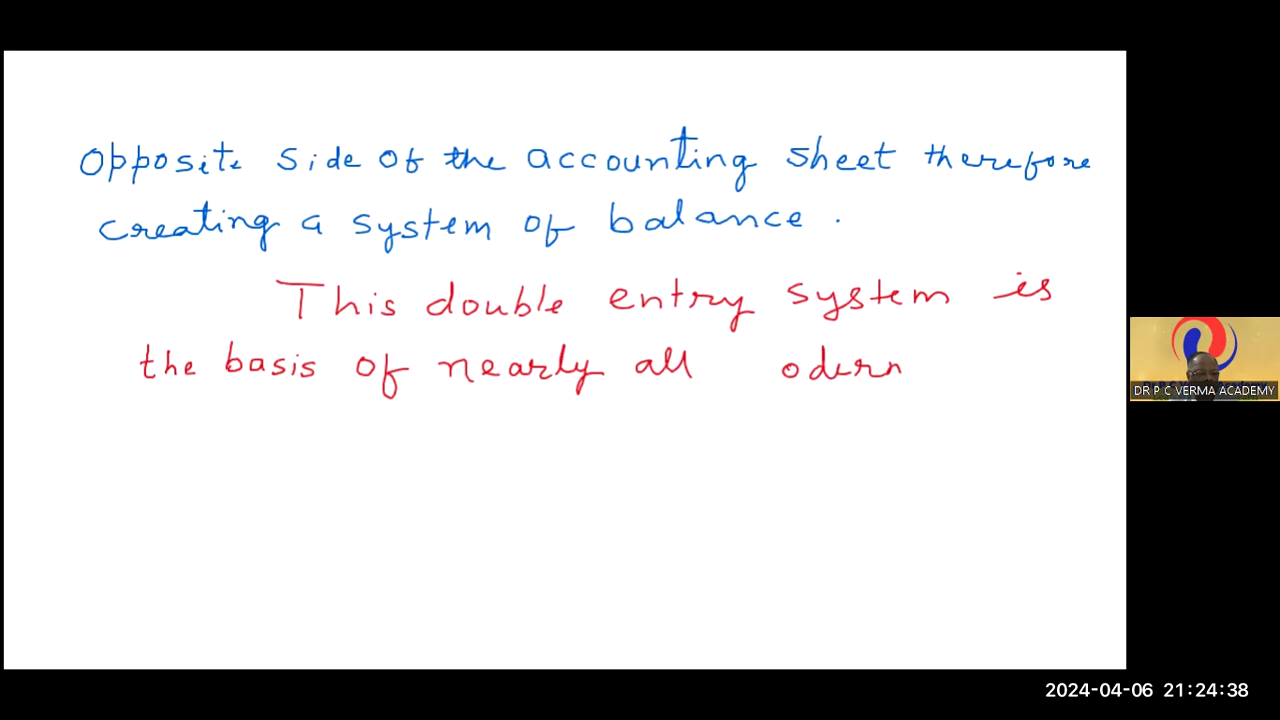 Opposite side of the accounting sheet therefore
creating a system of balance.
This double entry system is
the basis of nearly all odern
DR P C VERMA ACADEMY
2024-04-06 21:24:38